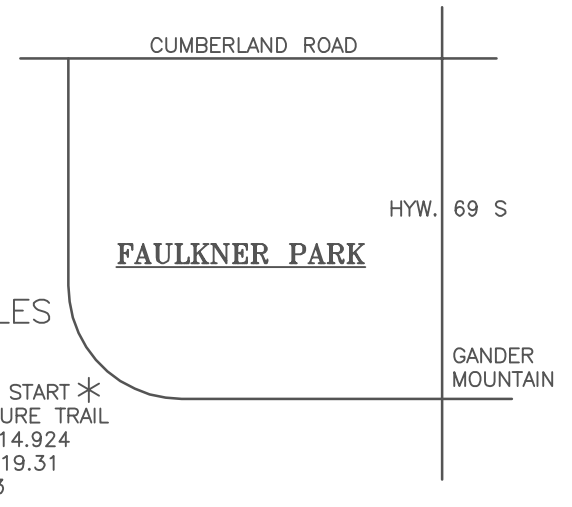 CUMBERLAND ROAD
HYW. 69 S
FAULKNER PARK
LES
GANDER
MOUNTAIN
START *
URE TRAIL
14.924
19.31
3